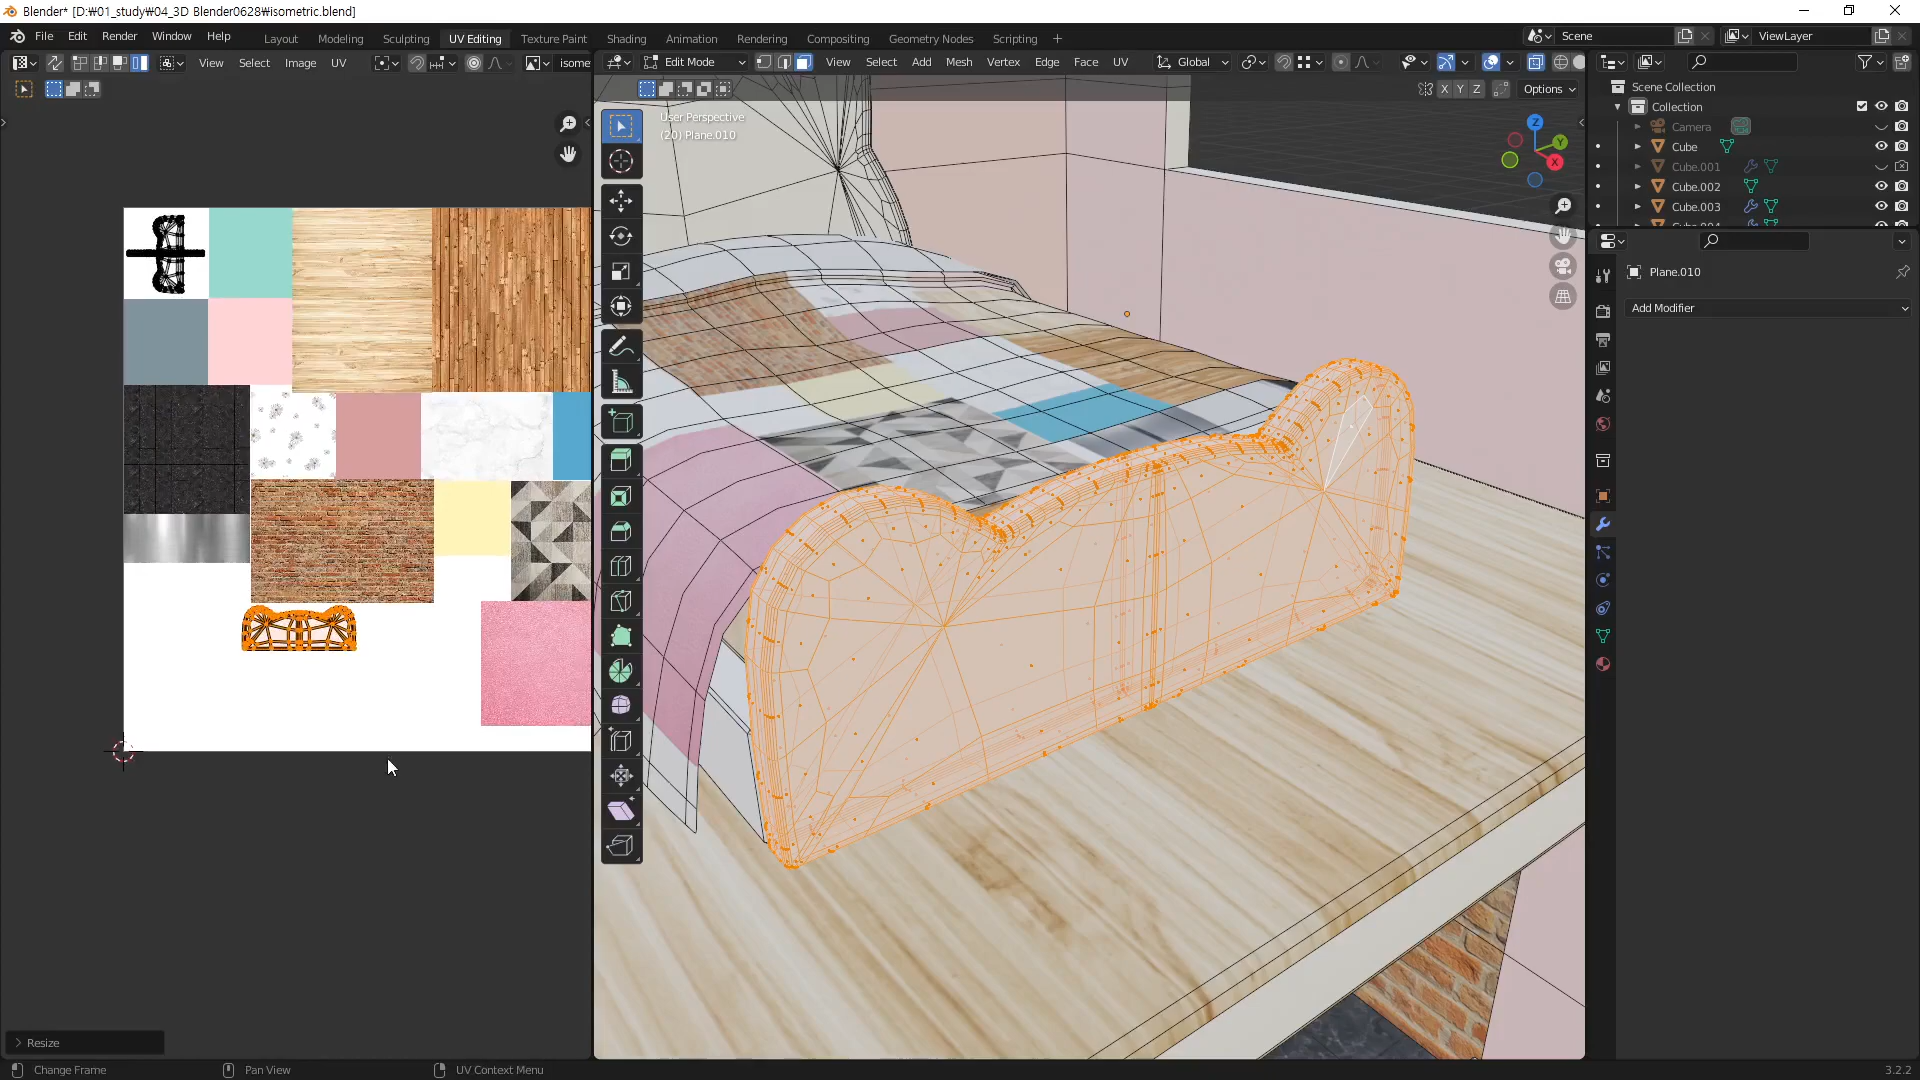 Blender* [D:₩01_study₩04_3D Blender0628₩isometric.blend]
File Edit Render Window Help
Layout Modeling Sculpting UV Editing Texture Paint Shading Animation Rendering Compositing Geometry Nodes Scripting +
Scene
ViewLayer
View Select Image UV
isome
Edit Mode
View Select Add Mesh Vertex Edge Face UV
Global
X Y Z
Options
User Perspective
(20) Plane.010
Z
Y
X
Scene Collection
Collection
Camera
Cube
Cube.001
Cube.002
Cube.003
Cube.004
Plane.010
Add Modifier
Resize
Change Frame
Pan View
UV Context Menu
3.2.2